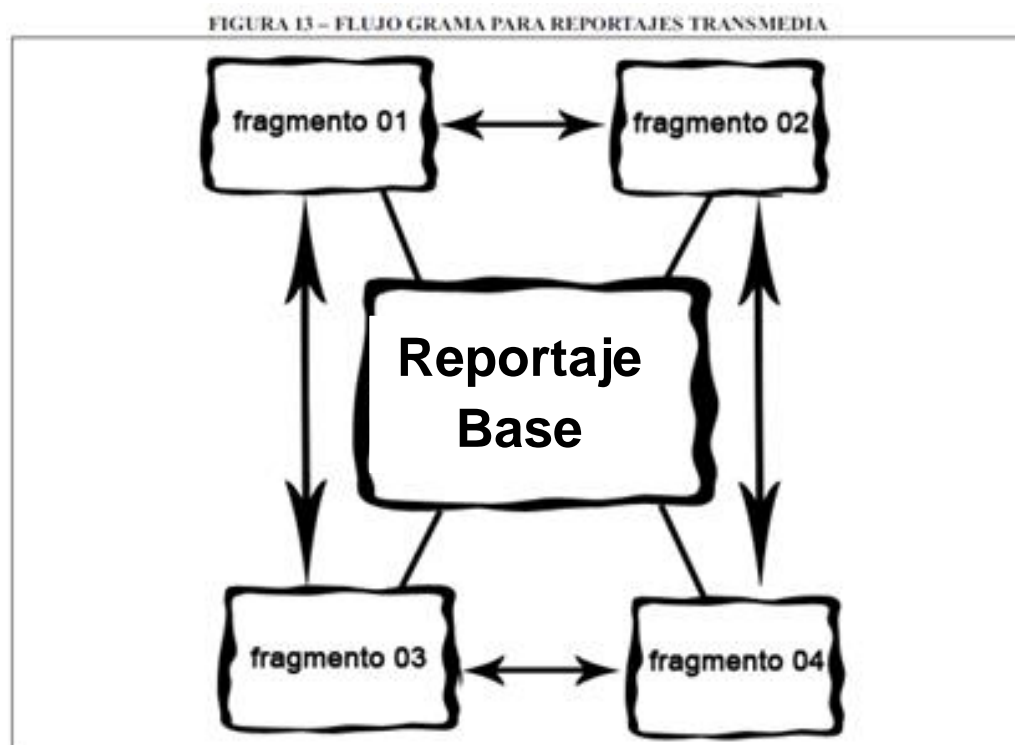 FIGURA 13 – FLUJO GRAMA PARA REPORTAJES TRANSMEDIA
fragmento 01
fragmento 02
Reportaje
Base
fragmento 03
fragmento 04